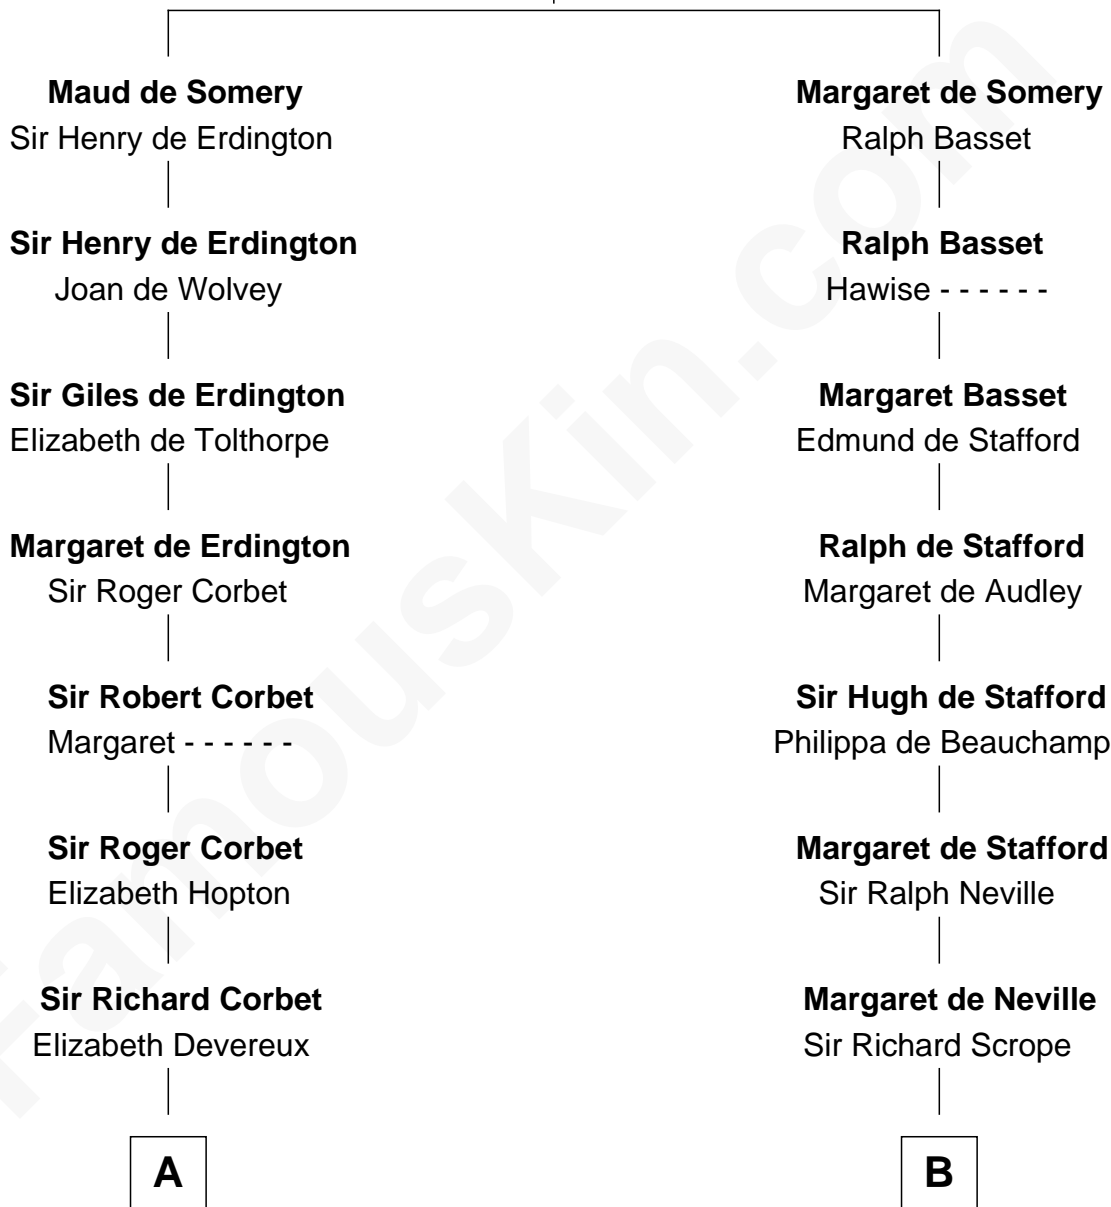 Maud de Somery
Sir Henry de Erdington
Sir Henry de Erdington
Joan de Wolvey
Sir Giles de Erdington
Elizabeth de Tolthorpe
Margaret de Erdington
Sir Roger Corbet
Sir Robert Corbet
Margaret - - - - - -
Sir Roger Corbet
Elizabeth Hopton
Sir Richard Corbet
Elizabeth Devereux
A
Margaret de Somery
Ralph Basset
Ralph Basset
Hawise - - - - - -
Margaret Basset
Edmund de Stafford
Ralph de Stafford
Margaret de Audley
Sir Hugh de Stafford
Philippa de Beauchamp
Margaret de Stafford
Sir Ralph Neville
Margaret de Neville
Sir Richard Scrope
B
FamousKin.com